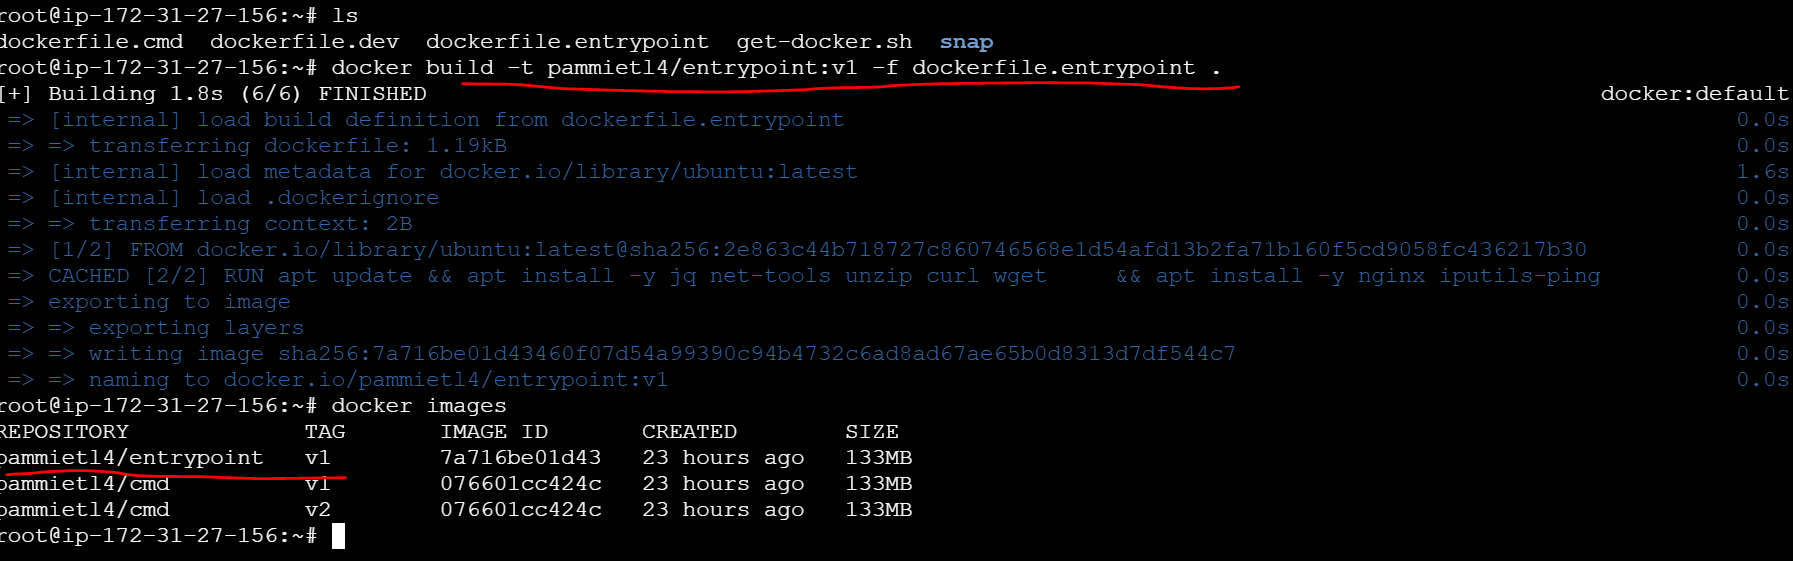 root@ip-172-31-27-156:~# ls
dockerfile.cmd  dockerfile.dev  dockerfile.entrypoint  get-docker.sh  snap
root@ip-172-31-27-156:~# docker build -t pammietl4/entrypoint:v1 -f dockerfile.entrypoint .
[+] Building 1.8s (6/6) FINISHED docker:default
=> [internal] load build definition from dockerfile.entrypoint 0.0s
=> => transferring dockerfile: 1.19kB 0.0s
=> [internal] load metadata for docker.io/library/ubuntu:latest 1.6s
=> [internal] load .dockerignore 0.0s
=> => transferring context: 2B 0.0s
=> [1/2] FROM docker.io/library/ubuntu:latest@sha256:2e863c44b718727c860746568e1d54afd13b2fa71b160f5cd9058fc436217b30 0.0s
=> CACHED [2/2] RUN apt update && apt install -y jq net-tools unzip curl wget     && apt install -y nginx iputils-ping 0.0s
=> exporting to image 0.0s
=> => exporting layers 0.0s
=> => writing image sha256:7a716be01d43460f07d54a99390c94b4732c6ad8ad67ae65b0d8313d7df544c7 0.0s
=> => naming to docker.io/pammietl4/entrypoint:v1 0.0s
root@ip-172-31-27-156:~# docker images
REPOSITORY TAG IMAGE ID CREATED SIZE
pammietl4/entrypoint v1 7a716be01d43 23 hours ago 133MB
pammietl4/cmd v1 076601cc424c 23 hours ago 133MB
pammietl4/cmd v2 076601cc424c 23 hours ago 133MB
root@ip-172-31-27-156:~#